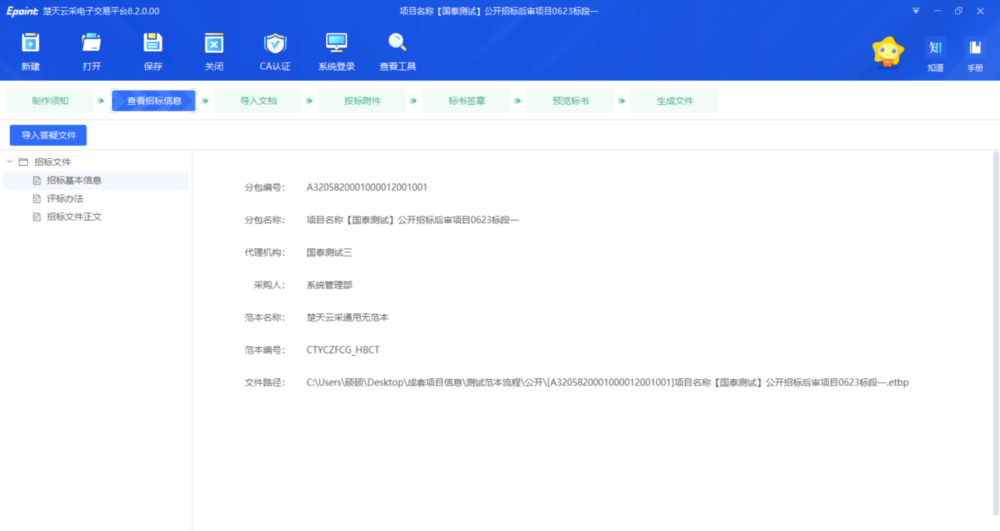 Epoint 楚天云采电子交易平台8.2.0.00
项目名称【国泰测试】公开招标后审项目0623标段一
新建 打开 保存 关闭 CA认证 系统登录 查看工具
知 知道 手册
制作须知 查看招标信息 导入文档 投标附件 标书签章 预览标书 生成文件
导入答疑文件
招标文件
招标基本信息
评标办法
招标文件正文
分包编号： A3205820001000012001001
分包名称： 项目名称【国泰测试】公开招标后审项目0623标段一
代理机构： 国泰测试三
采购人： 系统管理部
范本名称： 楚天云采通用无范本
范本编号： CTYCZFCG_HBCT
文件路径： C:\Users\硕硕\Desktop\成套项目信息\测试范本流程\公开\[A3205820001000012001001]项目名称【国泰测试】公开招标后审项目0623标段一.etbp